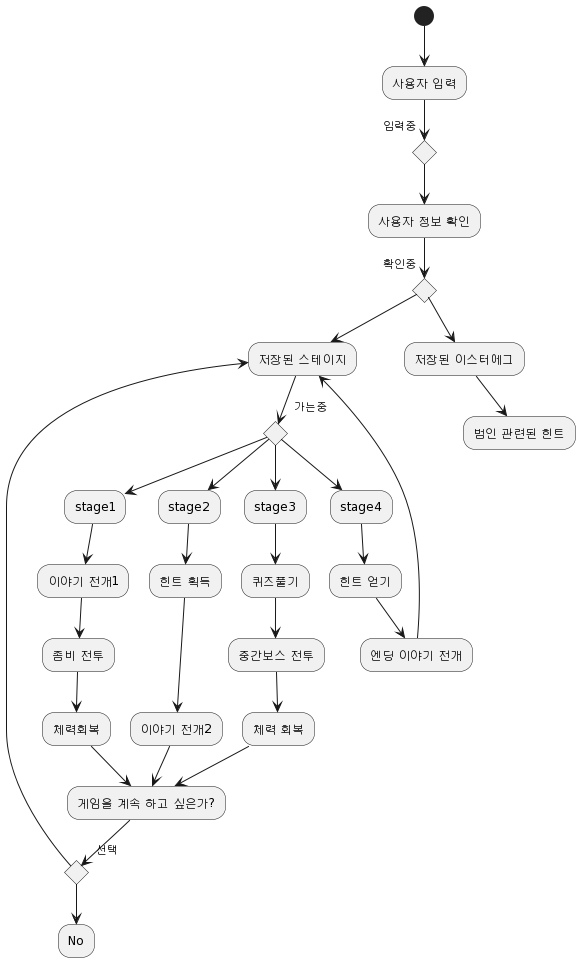 사용자 입력
입력중
사용자 정보 확인
확인중
저장된 스테이지
저장된 이스터에그
가는중
범인 관련된 힌트
stage1
stage2
stage3
stage4
이야기 전개1
힌트 획득
퀴즈풀기
힌트 얻기
좀비 전투
중간보스 전투
엔딩 이야기 전개
체력회복
이야기 전개2
체력 회복
게임을 계속 하고 싶은가?
선택
No